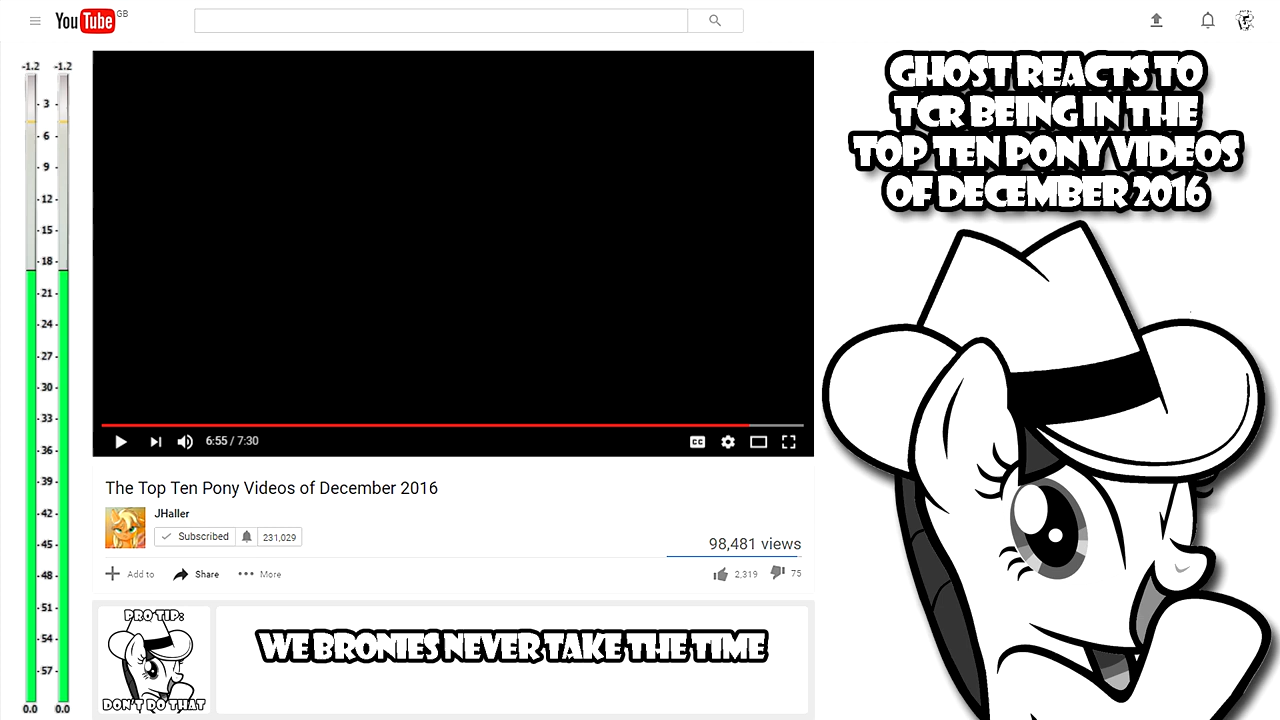 YouTube GB
GHOST REACTS TO
TCR BEING IN THE
TOP TEN PONY VIDEOS
OF DECEMBER 2016
-1.2 -1.2
- 3 -
- 6 -
- 9 -
- 12 -
- 15 -
- 18 -
- 21 -
- 24 -
- 27 -
- 30 -
- 33 -
- 36 -
- 39 -
- 42 -
- 45 -
- 48 -
- 51 -
- 54 -
- 57 -
0.0 0.0
6:55 / 7:30
CC
The Top Ten Pony Videos of December 2016
JHaller
Subscribed 231,029
98,481 views
Add to Share More
2,319 75
PRO TIP:
DON'T DO THAT
WE BRONIES NEVER TAKE THE TIME